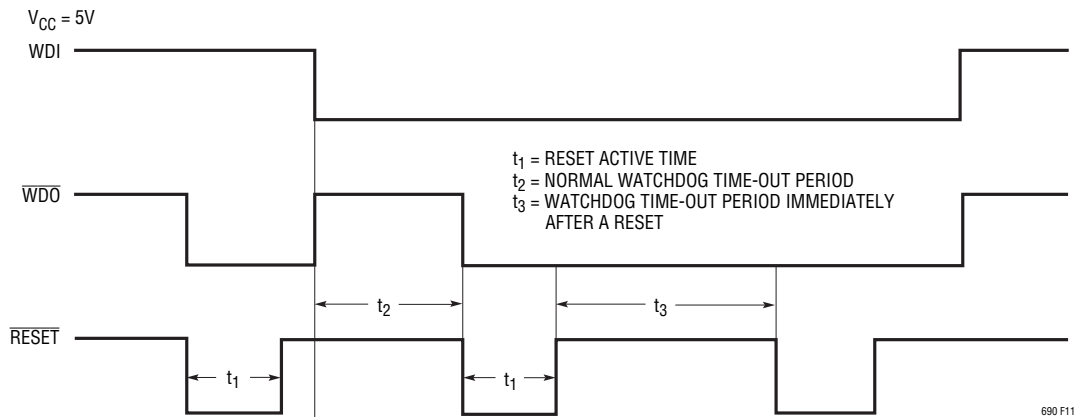 V_CC = 5V
WDI
t_1 = RESET ACTIVE TIME
t_2 = NORMAL WATCHDOG TIME-OUT PERIOD
t_3 = WATCHDOG TIME-OUT PERIOD IMMEDIATELY
AFTER A RESET
WDO
t_2
t_3
RESET
t_1
t_1
690 F11